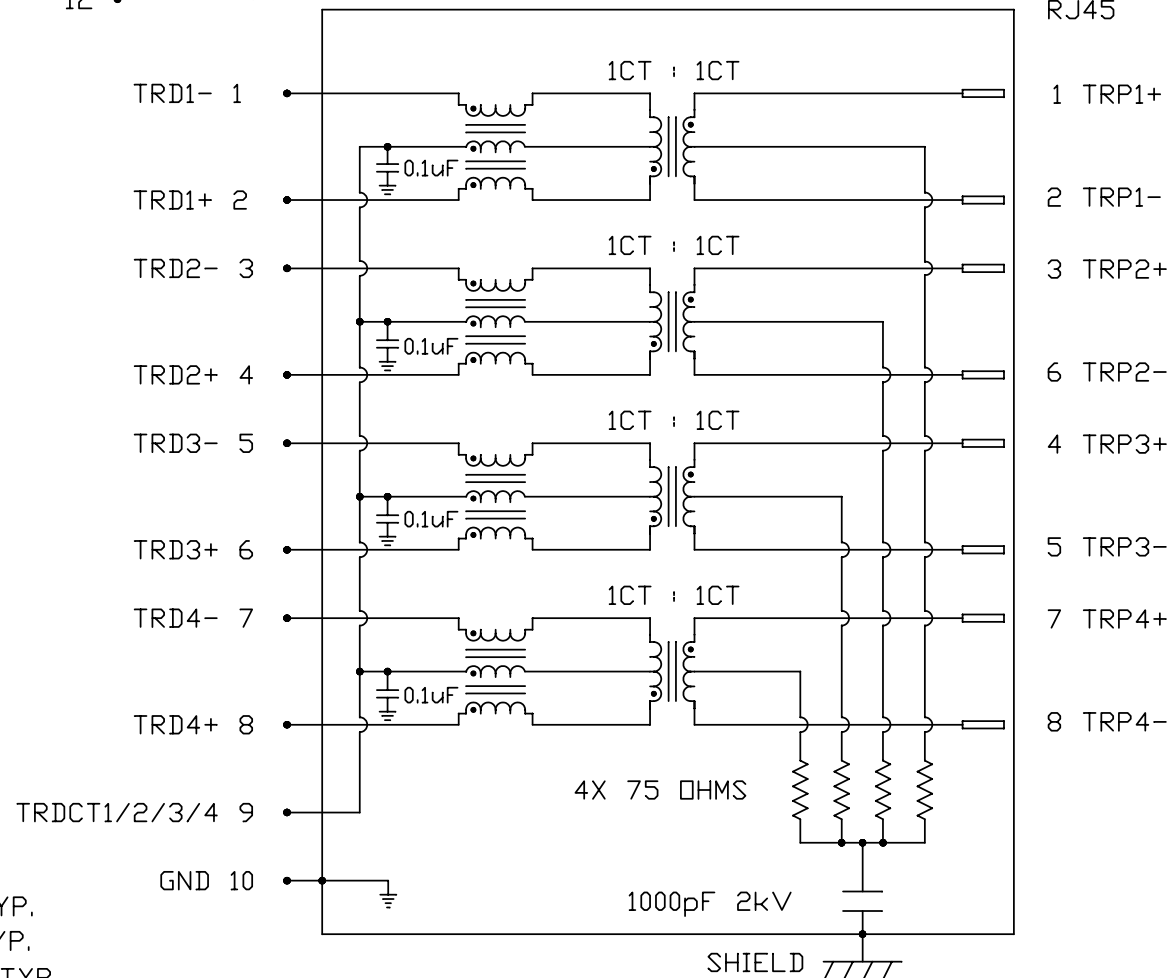 RJ45
1CT : 1CT
TRD1- 1
1 TRP1+
0.1uF
TRD1+ 2
2 TRP1-
1CT : 1CT
TRD2- 3
3 TRP2+
0.1uF
TRD2+ 4
6 TRP2-
1CT : 1CT
TRD3- 5
4 TRP3+
0.1uF
TRD3+ 6
5 TRP3-
1CT : 1CT
TRD4- 7
7 TRP4+
0.1uF
TRD4+ 8
8 TRP4-
4X 75 OHMS
TRDCT1/2/3/4 9
GND 10
1000pF 2kV
YP.
YP.
SHIELD